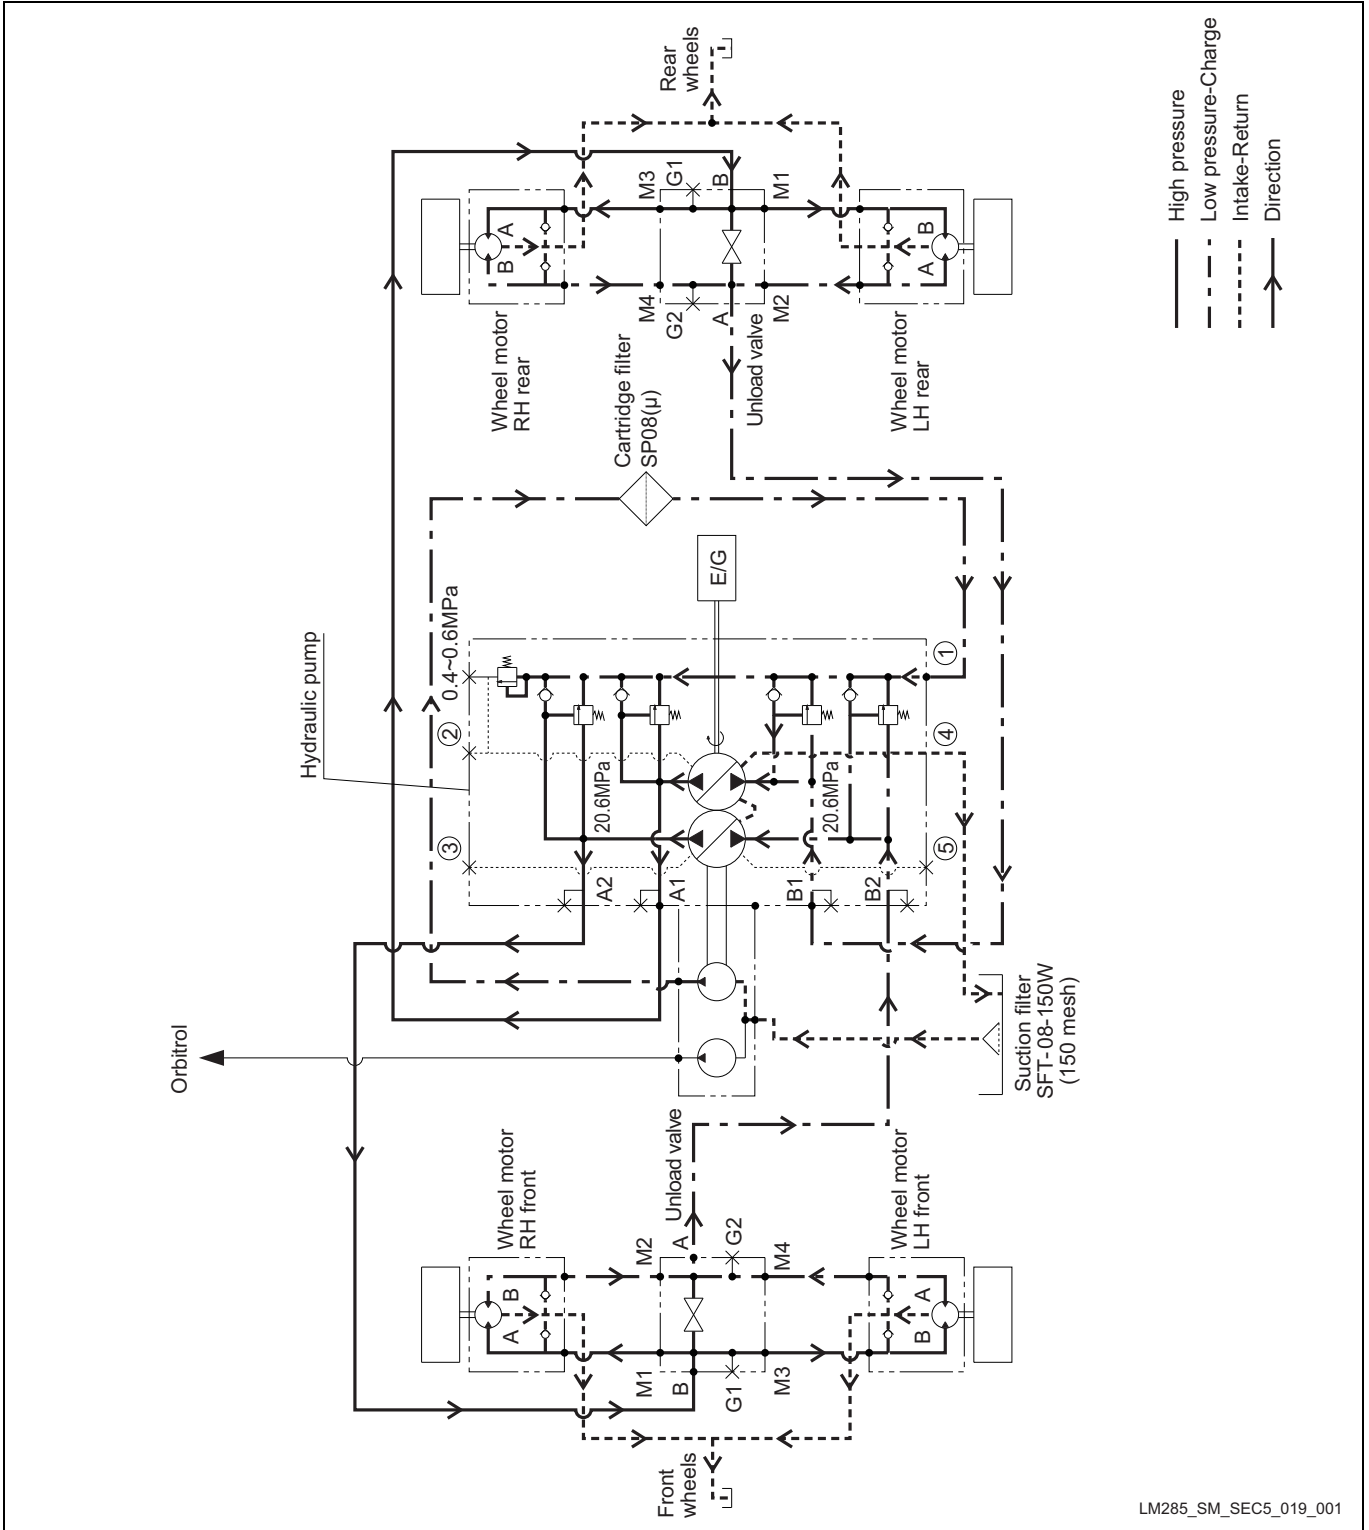 Orbitrol
Hydraulic pump
Front
wheels
Rear
wheels
Wheel motor
RH front
Wheel motor
RH rear
A
B
B
A
M1
M2
B
A
G1
G2
M3
M4
Unload valve
B
A
Wheel motor
LH front
③
②
0.4~0.6MPa
A2
A1
20.6MPa
E/G
B1
B2
20.6MPa
⑤
④
①
Cartridge filter
SP08(µ)
M4
M3
G2
G1
A
B
M2
M1
Unload valve
A
B
Wheel motor
LH rear
Suction filter
SFT-08-150W
(150 mesh)
High pressure
Low pressure-Charge
Intake-Return
Direction
LM285_SM_SEC5_019_001